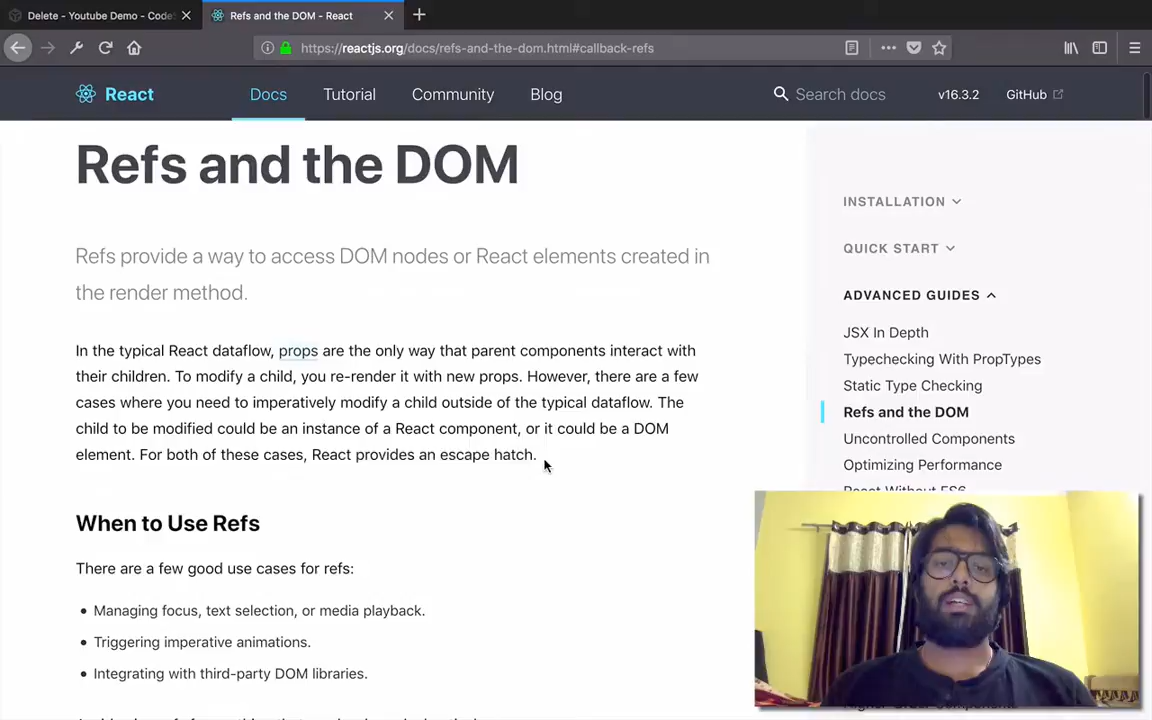 Delete - Youtube Demo - CodeS
Refs and the DOM - React
https://reactjs.org/docs/refs-and-the-dom.html#callback-refs
React
Docs
Tutorial
Community
Blog
Search docs
v16.3.2
GitHub
Refs and the DOM
Refs provide a way to access DOM nodes or React elements created in
the render method.
In the typical React dataflow, props are the only way that parent components interact with
their children. To modify a child, you re-render it with new props. However, there are a few
cases where you need to imperatively modify a child outside of the typical dataflow. The
child to be modified could be an instance of a React component, or it could be a DOM
element. For both of these cases, React provides an escape hatch.
When to Use Refs
There are a few good use cases for refs:
Managing focus, text selection, or media playback.
Triggering imperative animations.
Integrating with third-party DOM libraries.
INSTALLATION
QUICK START
ADVANCED GUIDES
JSX In Depth
Typechecking With PropTypes
Static Type Checking
Refs and the DOM
Uncontrolled Components
Optimizing Performance
React Without ES6